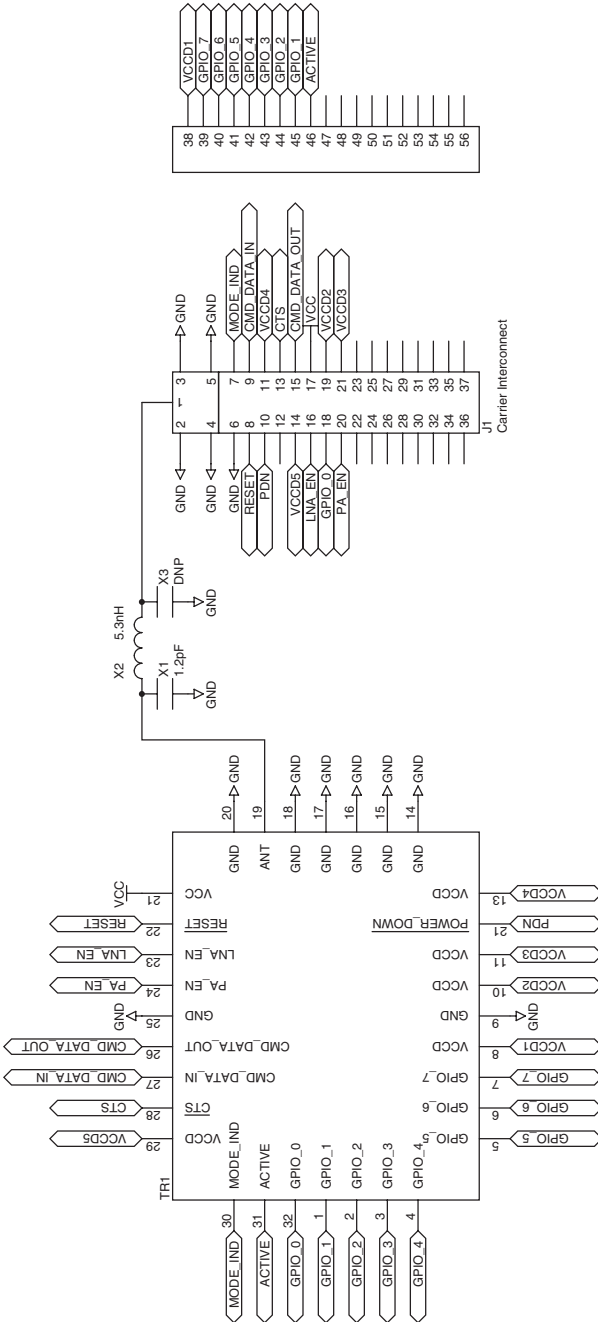 38 VCCD1
39 GPIO_7
40 GPIO_6
41 GPIO_5
42 GPIO_4
43 GPIO_3
44 GPIO_2
45 GPIO_1
46 ACTIVE
47
48
49
50
51
52
53
54
55
56
GND 2 3 GND
1
GND 4 5 GND
GND 6 7 MODE_IND
RESET 8 9 CMD_DATA_IN
PDN 10 11 VCCD4
12 13 CTS
VCCD5 14 15 CMD_DATA_OUT
LNA_EN 16 17 VCC
GPIO_0 18 19 VCCD2
PA_EN 20 21 VCCD3
22 23
24 25
26 27
28 29
30 31
32 33
34 35
36 37
J1
Carrier Interconnect
X2 5.3nH
X1
1.2pF
GND
X3
DNP
GND
TR1
MODE_IND 30 MODE_IND
ACTIVE 31 ACTIVE
GPIO_0 32 GPIO_0
GPIO_1 1 GPIO_1
GPIO_2 2 GPIO_2
GPIO_3 3 GPIO_3
GPIO_4 4 GPIO_4
VCCD5 29 VCCD
CTS 28 CTS
CMD_DATA_IN 27 CMD_DATA_IN
CMD_DATA_OUT 26 CMD_DATA_OUT
GND 25 GND
PA_EN 24 PA_EN
LNA_EN 23 LNA_EN
RESET 22 RESET
VCC 21 VCC
GND 20 GND
ANT 19
GND 18 GND
GND 17 GND
GND 16 GND
GND 15 GND
GND 14 GND
GPIO_5 5 GPIO_5
GPIO_6 6 GPIO_6
GPIO_7 7 GPIO_7
VCCD 8 VCCD1
GND 9 GND
VCCD 10 VCCD2
VCCD 11 VCCD3
POWER_DOWN 21 PDN
VCCD 13 VCCD4